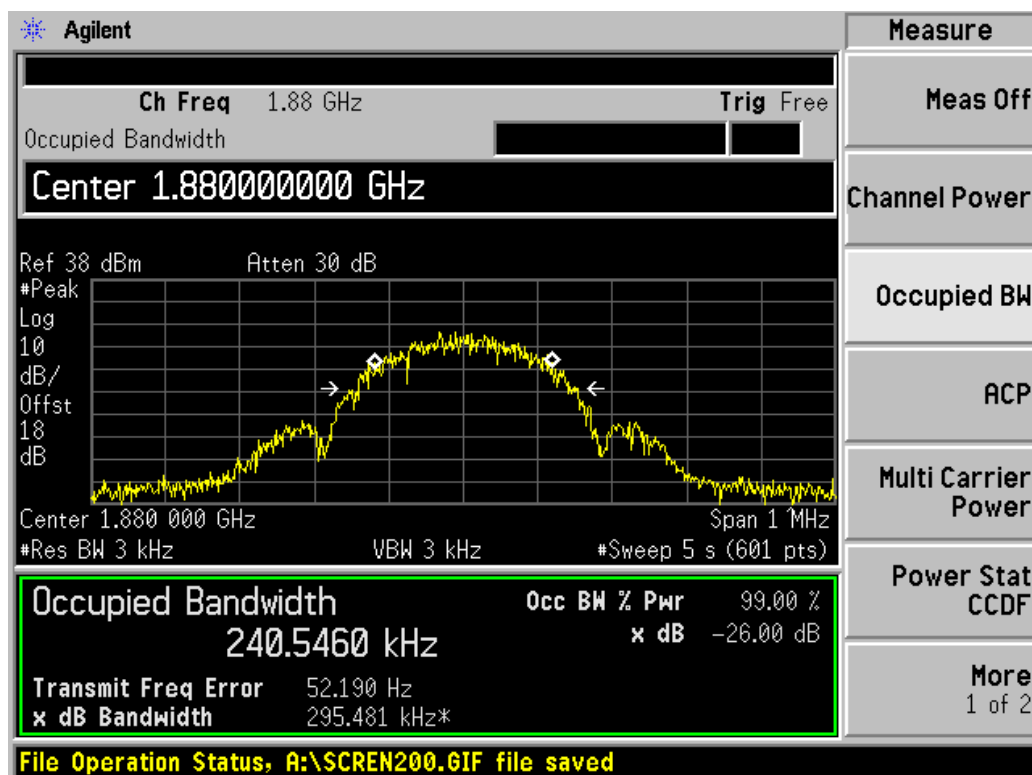 Agilent
Measure
Ch Freq 1.88 GHz
Trig Free
Meas Off
Occupied Bandwidth
Center 1.880000000 GHz
Channel Power
Ref 38 dBm
Atten 30 dB
#Peak
Log
10
dB/
Offst
18
dB
Occupied BW
ACP
Center 1.880 000 GHz
Span 1 MHz
#Res BW 3 kHz
VBW 3 kHz
#Sweep 5 s (601 pts)
Multi Carrier
Power
Occupied Bandwidth
240.5460 kHz
Occ BW % Pwr 99.00 %
x dB -26.00 dB
Power Stat
CCDF
Transmit Freq Error 52.190 Hz
x dB Bandwidth 295.481 kHz*
More
1 of 2
File Operation Status, A:\SCREN200.GIF file saved